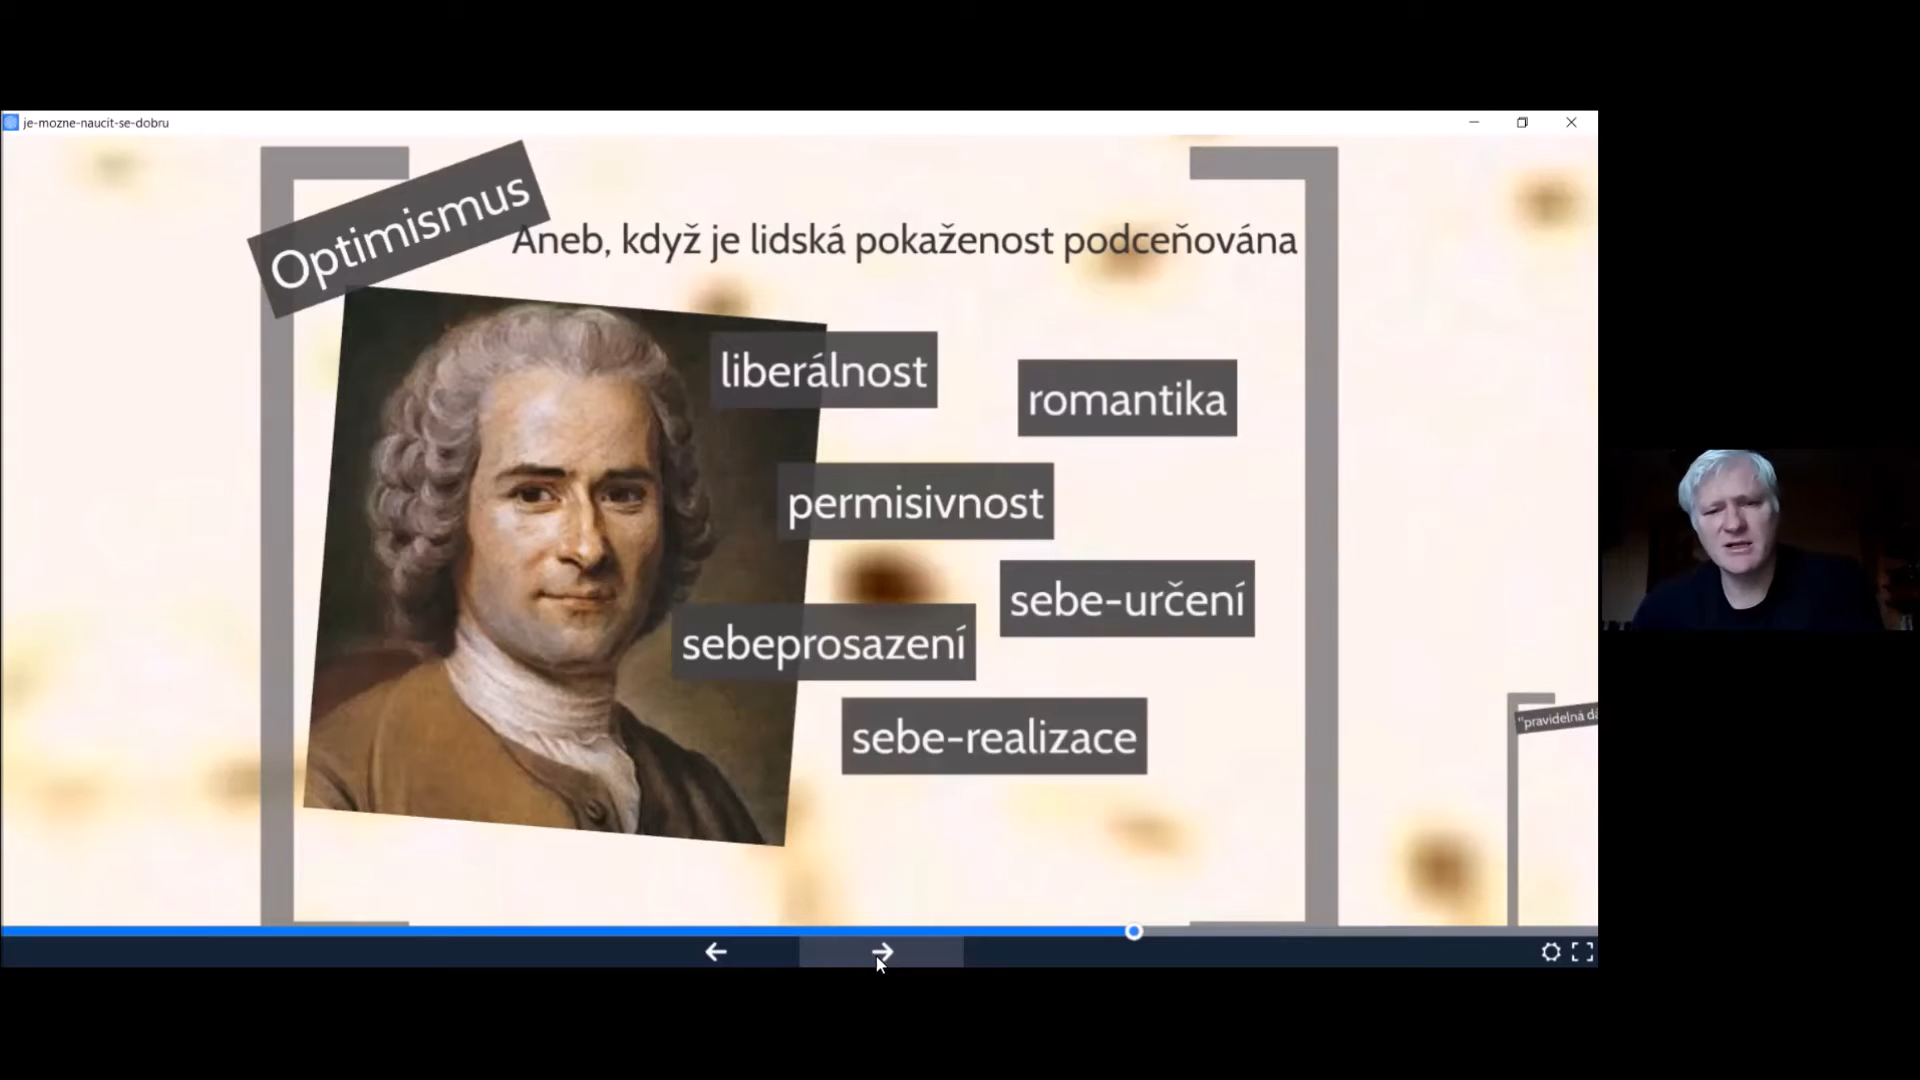 je-mozne-naucit-se-dobru
Optimismus
Aneb, když je lidská pokaženost podceňována
liberálnost
romantika
permisivnost
sebe-určení
sebeprosazení
sebe-realizace
"pravidelná